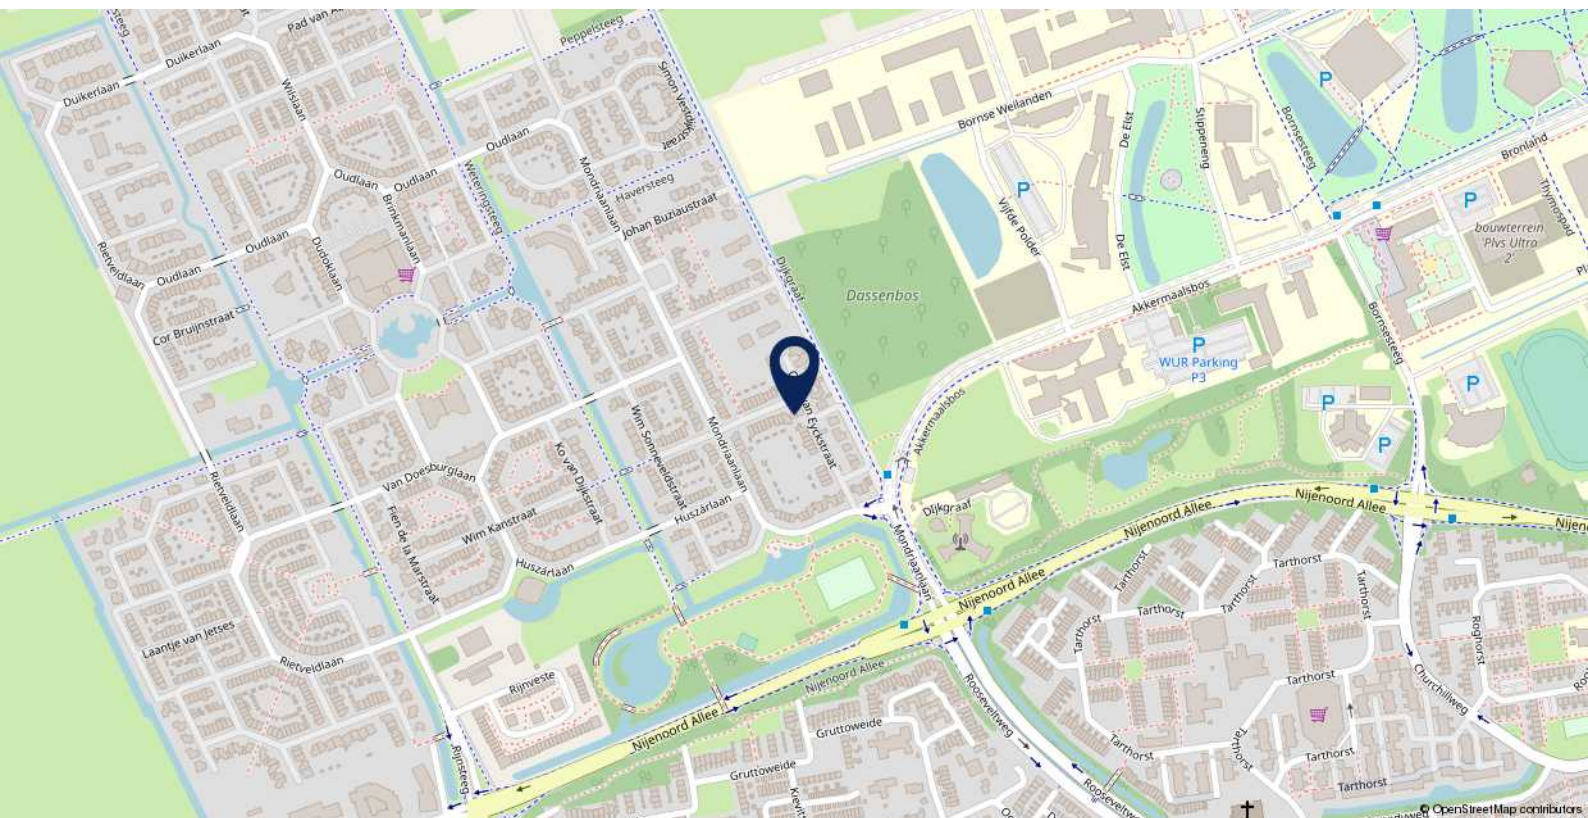 Peppelsteeg
Pad van A
Duikerlaan
Duikerlaan
Wilslaan
Simon Vestdijkstraat
Bornse Weilanden
De Elst
Stippeneng
Bornsesteeg
P
Bronland
Oudlaan
Mondriaanlaan
Oudlaan
Oudlaan
Weteringsteeg
Haversteeg
Johan Buziaustraat
Brinkmanlaan
P
Vijfde Polder
P
Thymospad
bouwterrein
'Plvs Ultra
2'
Rietveldlaan
Oudlaan
Oudlaan
Dudoklaan
Dijkgraaf
Dassenbos
De Elst
Akkermaalsbos
Cor Bruijnstraat
Bornsesteeg
P
WUR Parking
P3
P
P
P
van Eyckstraat
Akkermaalsbos
Wim Sonneveldstraat
Mondriaanlaan
Ko van Dijkstraat
Van Doesburglaan
Rietveldlaan
Fien de la Marstraat
Wim Kanstraat
Huszárlaan
Huszárlaan
Dijkgraaf
Nijenoord Allee
Nijenoord Allee
Mondriaanlaan
Nijenoord Allee
Tarthorst
Tarthorst
Tarthorst
Tarthorst
Tarthorst
Tarthorst
Roghorst
Laantje van Jetses
Rietveldlaan
Rijnveste
Nijenoord Allee
Nijenoord Allee
Rooseveltweg
Tarthorst
Churchillweg
Gruttoweide
Gruttoweide
Tarthorst
Tarthorst
Tarthorst
Tarthorst
Rijnsteeg
© OpenStreetMap contributors